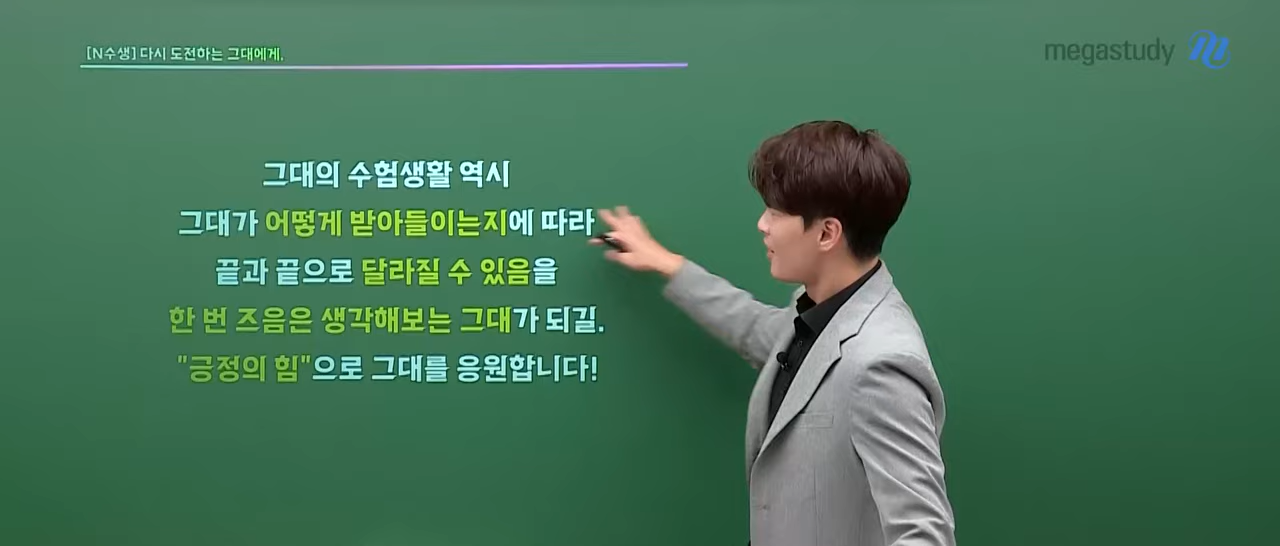 [N수생] 다시 도전하는 그대에게.
megastudy
그대의 수험생활 역시
그대가 어떻게 받아들이는지에 따라
끝과 끝으로 달라질 수 있음을
한 번 즈음은 생각해보는 그대가 되길.
"긍정의 힘"으로 그대를 응원합니다!